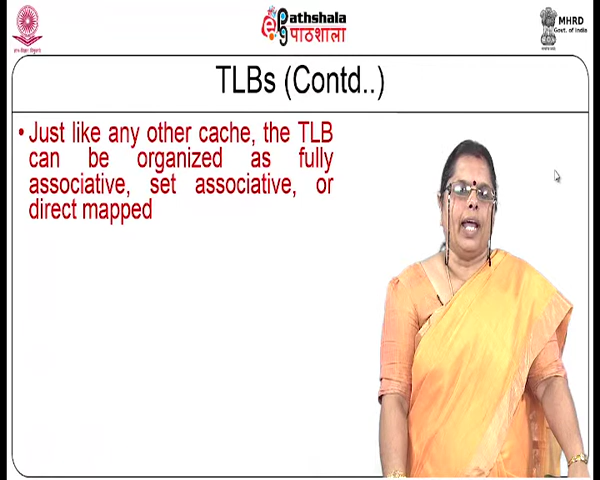 Pathshala
पाठशाला
MHRD
Govt. of India
TLBs (Contd..)
• Just like any other cache, the TLB
can be organized as fully
associative, set associative, or
direct mapped